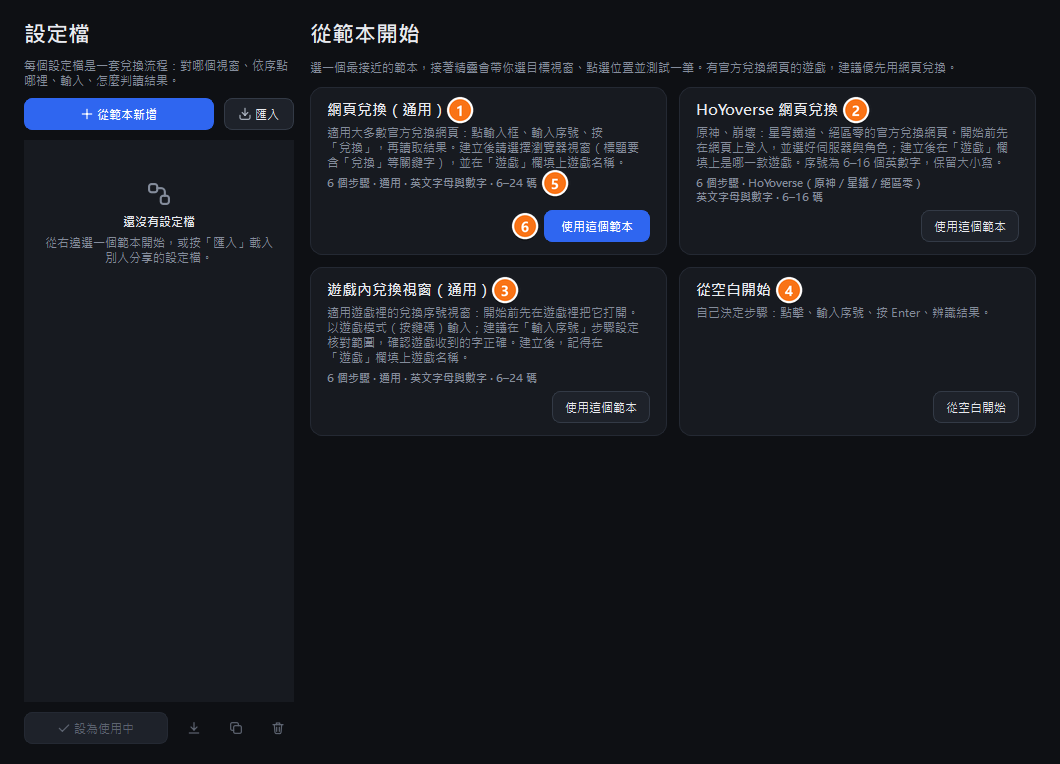 設定檔
每個設定檔是一套兌換流程：對哪個視窗、依序點
哪裡、輸入、怎麼判讀結果。
從範本新增
匯入
還沒有設定檔
從右邊選一個範本開始，或按「匯入」載入
別人分享的設定檔。
設為使用中
從範本開始
選一個最接近的範本，接著精靈會帶你選目標視窗、點選位置並測試一筆。有官方兌換網頁的遊戲，建議優先用網頁兌換。
網頁兌換（通用） 1
適用大多數官方兌換網頁：點輸入框、輸入序號、按
「兌換」，再讀取結果。建立後請選擇瀏覽器視窗（標題要
含「兌換」等關鍵字），並在「遊戲」欄填上遊戲名稱。
6 個步驟 · 通用 · 英文字母與數字 · 6–24 碼 5
6 使用這個範本
HoYoverse 網頁兌換 2
原神、崩壞：星穹鐵道、絕區零的官方兌換網頁。開始前先
在網頁上登入，並選好伺服器與角色；建立後在「遊戲」欄
填上是哪一款遊戲。序號為 6–16 個英數字，保留大小寫。
6 個步驟 · HoYoverse（原神 / 星鐵 / 絕區零）
英文字母與數字 · 6–16 碼
使用這個範本
遊戲內兌換視窗（通用） 3
適用遊戲裡的兌換序號視窗：開始前先在遊戲裡把它打開。
以遊戲模式（按鍵碼）輸入；建議在「輸入序號」步驟設定
核對範圍，確認遊戲收到的字正確。建立後，記得在
「遊戲」欄填上遊戲名稱。
6 個步驟 · 通用 · 英文字母與數字 · 6–24 碼
使用這個範本
從空白開始 4
自己決定步驟：點擊、輸入序號、按 Enter、辨識結果。
從空白開始